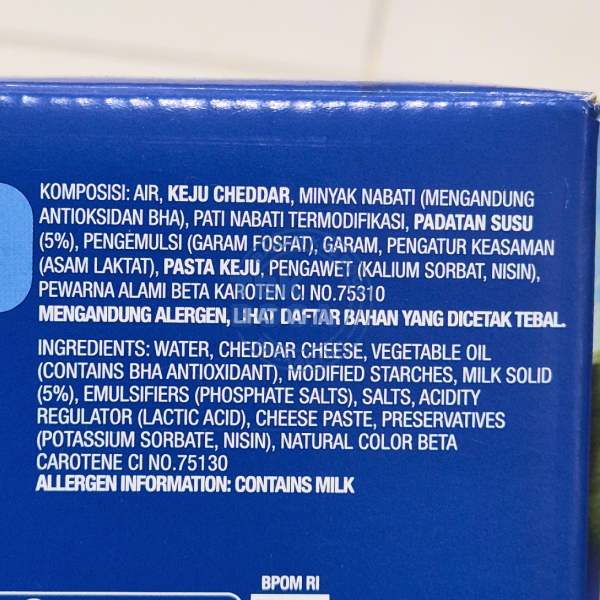 KOMPOSISI: AIR, KEJU CHEDDAR, MINYAK NABATI (MENGANDUNG
ANTIOKSIDAN BHA), PATI NABATI TERMODIFIKASI, PADATAN SUSU
(5%), PENGEMULSI (GARAM FOSFAT), GARAM, PENGATUR KEASAMAN
(ASAM LAKTAT), PASTA KEJU, PENGAWET (KALIUM SORBAT, NISIN),
PEWARNA ALAMI BETA KAROTEN CI NO.75310
MENGANDUNG ALERGEN, LIHAT DAFTAR BAHAN YANG DICETAK TEBAL.
INGREDIENTS: WATER, CHEDDAR CHEESE, VEGETABLE OIL
(CONTAINS BHA ANTIOXIDANT), MODIFIED STARCHES, MILK SOLID
(5%), EMULSIFIERS (PHOSPHATE SALTS), SALTS, ACIDITY
REGULATOR (LACTIC ACID), CHEESE PASTE, PRESERVATIVES
(POTASSIUM SORBATE, NISIN), NATURAL COLOR BETA
CAROTENE CI NO.75130
ALLERGEN INFORMATION: CONTAINS MILK
BPOM RI